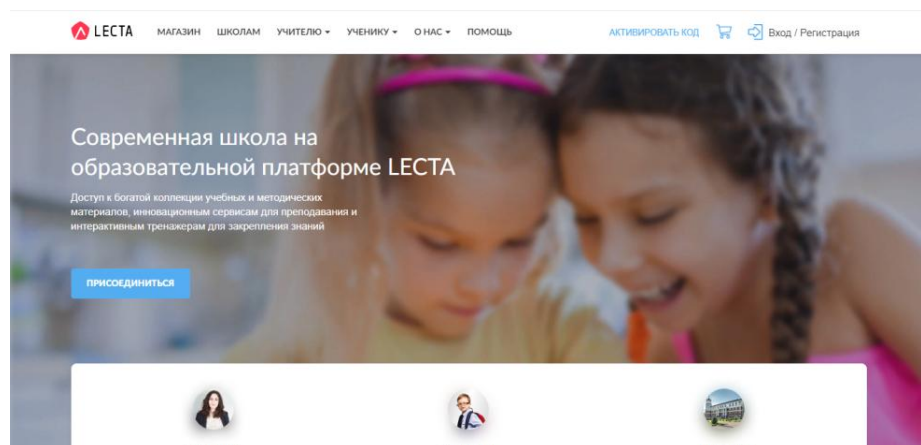 LECTA
МАГАЗИН ШКОЛАМ УЧИТЕЛЮ УЧЕНИКУ О НАС ПОМОЩЬ
АКТИВИРОВАТЬ КОД Вход / Регистрация
Современная школа на
образовательной платформе LECTA
Доступ к богатой коллекции учебных и методических
материалов, инновационным сервисам для преподавания и
интерактивным тренажерам для закрепления знаний
ПРИСОЕДИНИТЬСЯ